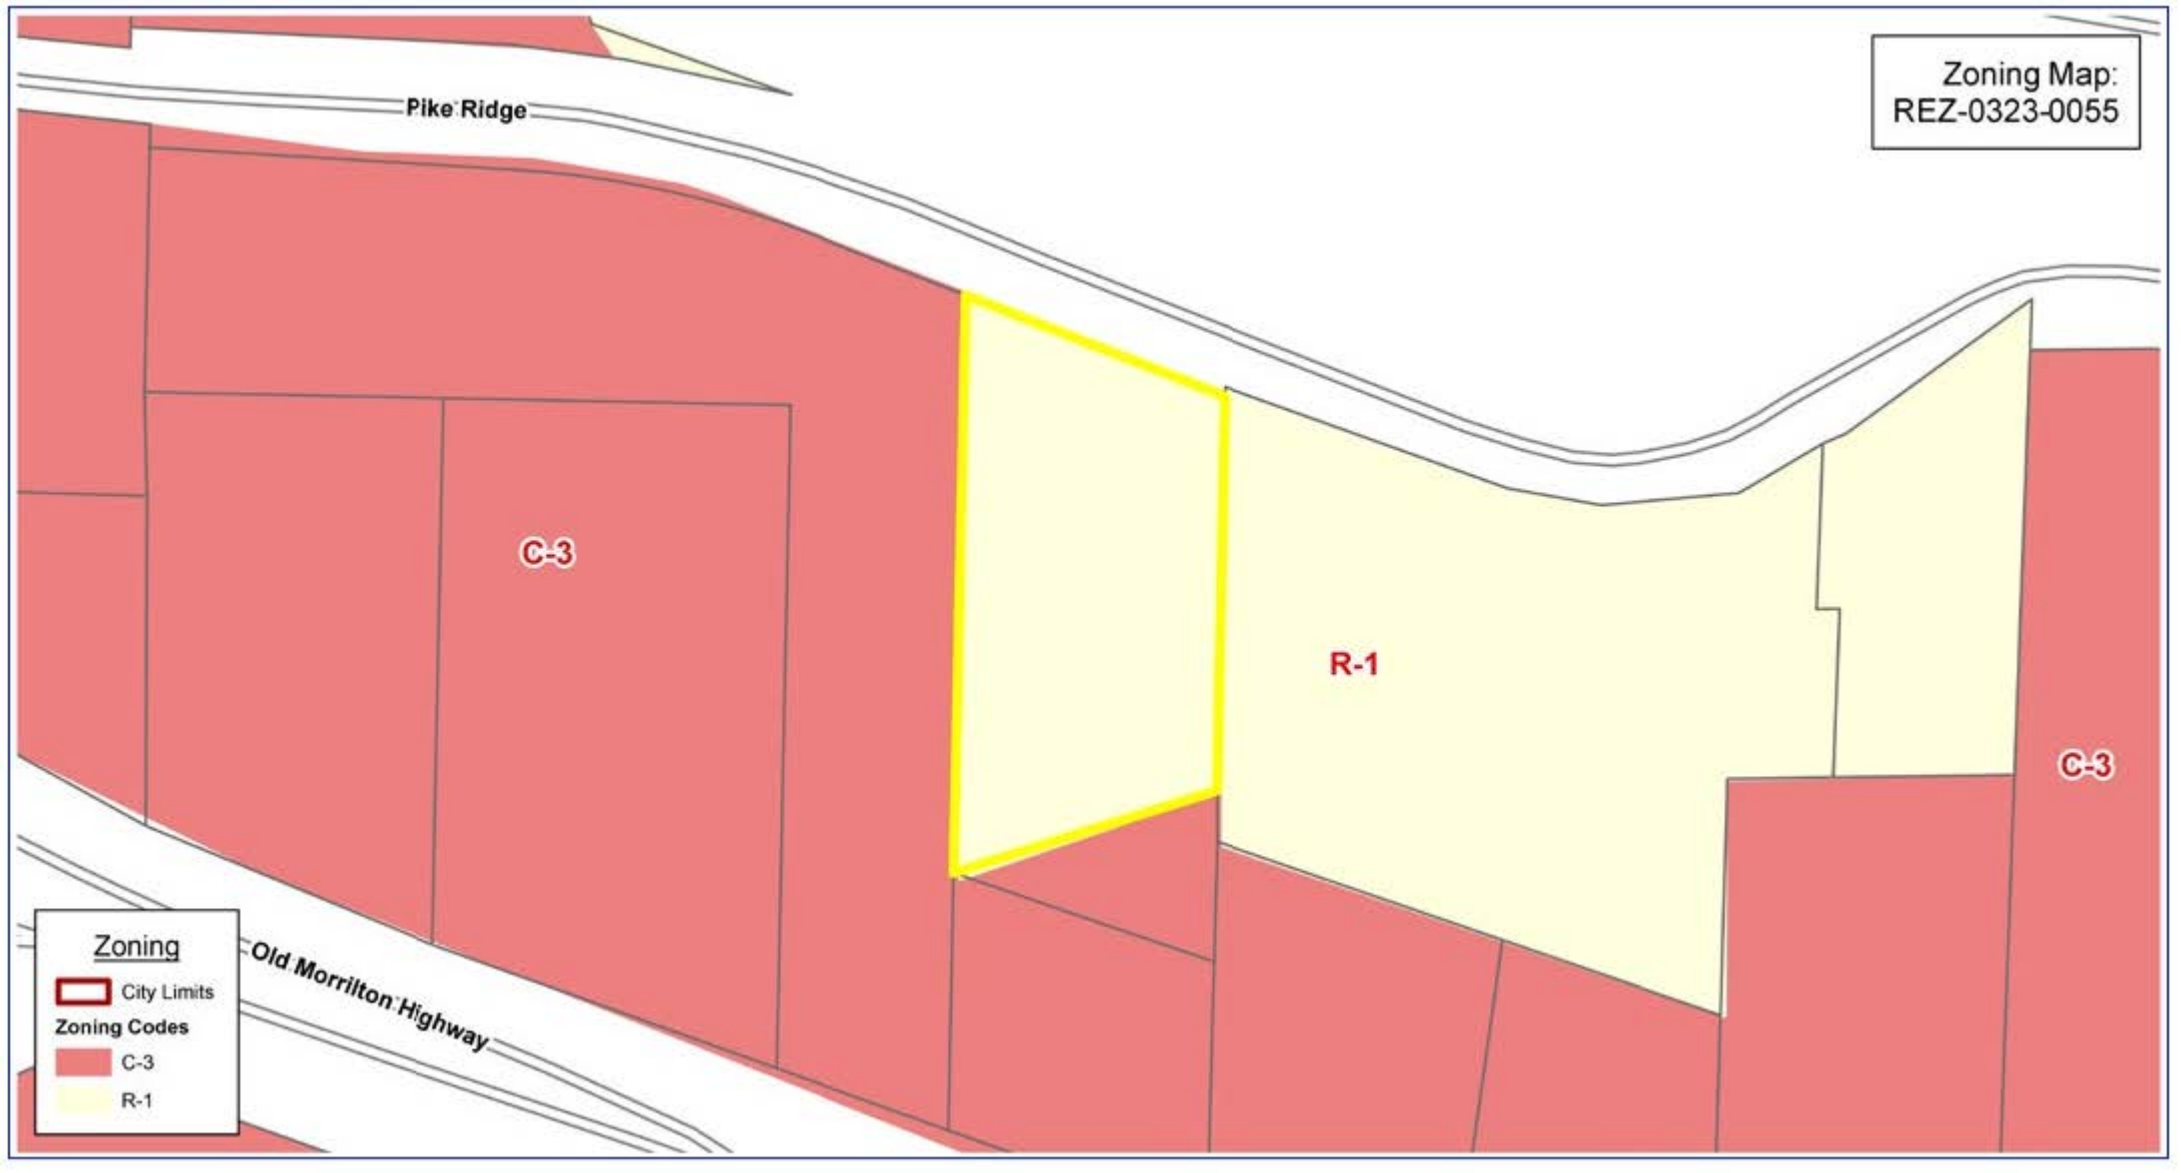 Zoning Map:
REZ-0323-0055
Pike Ridge
C-3
R-1
C-3
Old Morrilton Highway
Zoning
City Limits
Zoning Codes
C-3
R-1